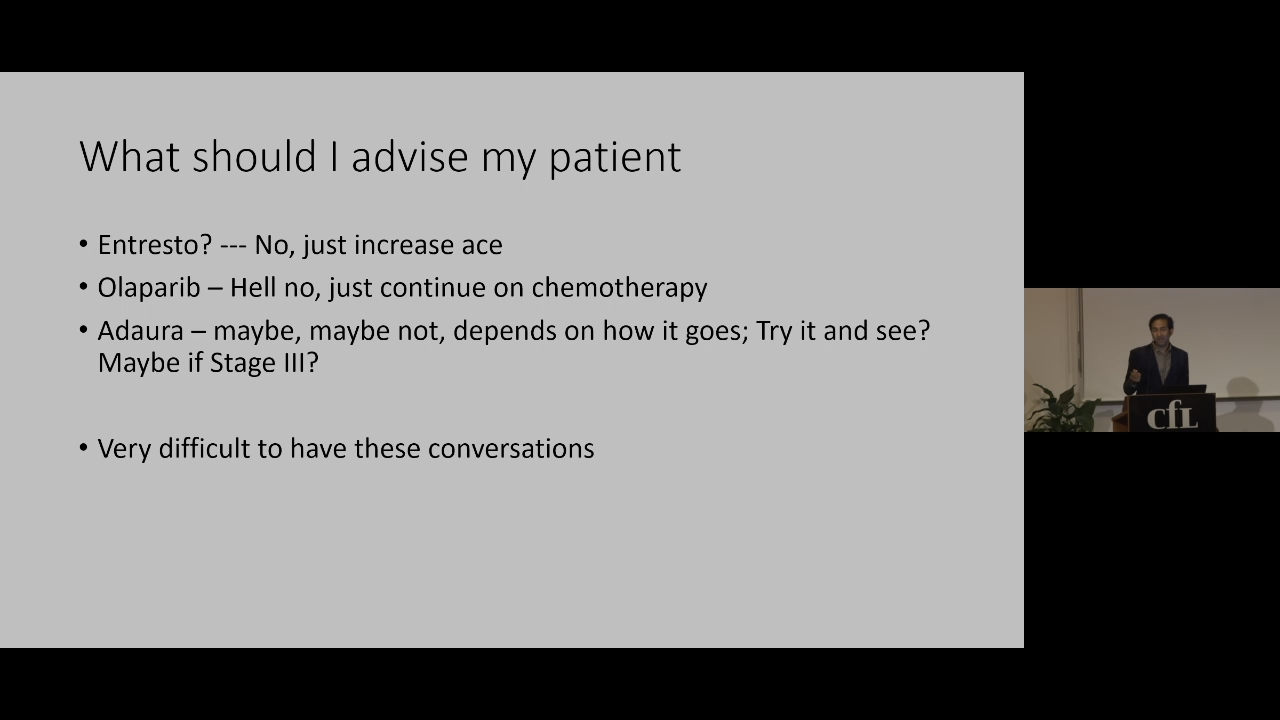 What should I advise my patient
• Entresto? --- No, just increase ace
• Olaparib – Hell no, just continue on chemotherapy
• Adaura – maybe, maybe not, depends on how it goes; Try it and see?
Maybe if Stage III?
• Very difficult to have these conversations
cfL